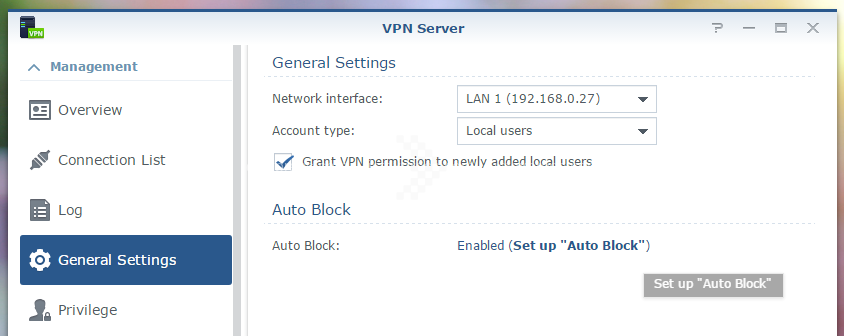 VPN Server
VPN
Management
Overview
Connection List
Log
General Settings
Privilege
General Settings
Network interface: LAN 1 (192.168.0.27)
Account type: Local users
Grant VPN permission to newly added local users
Auto Block
Auto Block: Enabled (Set up "Auto Block")
Set up "Auto Block"